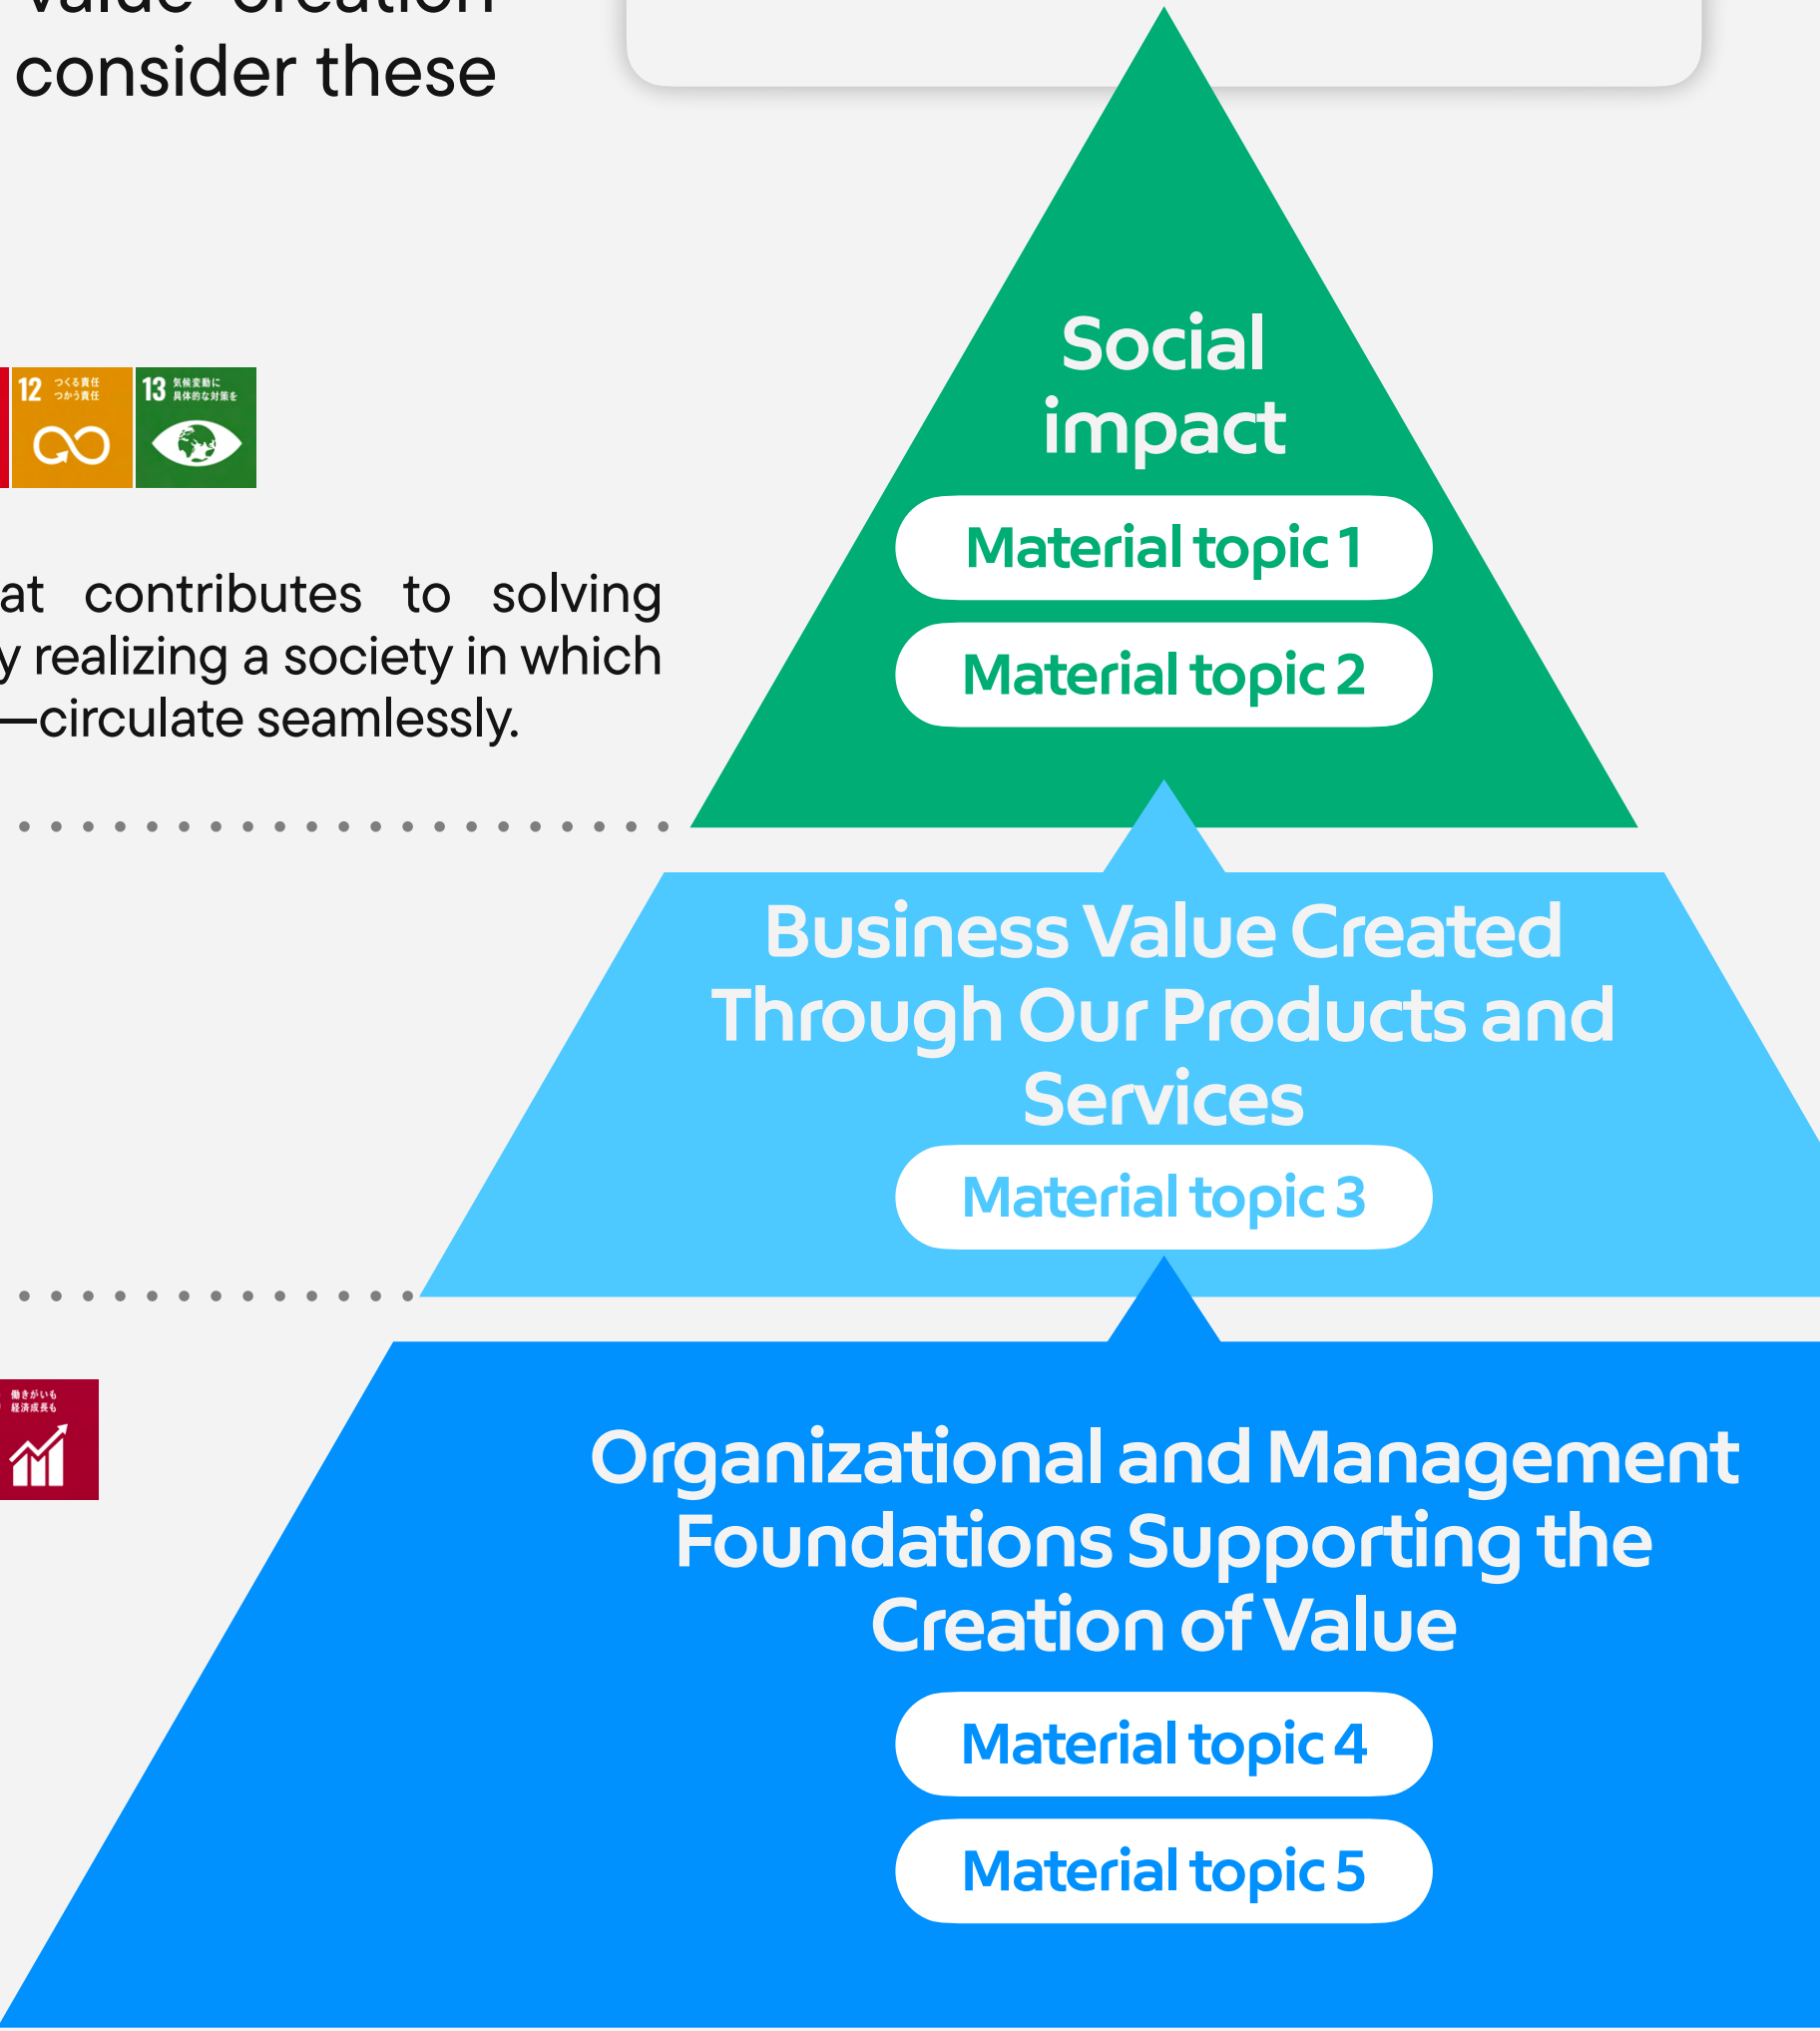 value creation
consider these
Social
impact
12 つくる責任
つかう責任
13 気候変動に
具体的な対策を
Material topic 1
at contributes to solving
y realizing a society in which
—circulate seamlessly.
Material topic 2
Business Value Created
Through Our Products and
Services
Material topic 3
働きがいも
経済成長も
Organizational and Management
Foundations Supporting the
Creation of Value
Material topic 4
Material topic 5